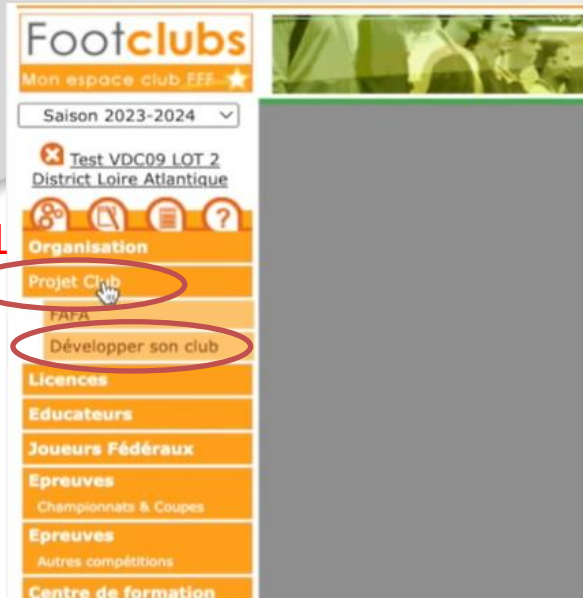 Footclubs
Mon espace club FFF
Saison 2023-2024
Test VDC09 LOT 2
District Loire Atlantique
?
1
Organisation
Projet Club
FAFA
Développer son club
Licences
Educateurs
Joueurs Fédéraux
Epreuves
Championnats & Coupes
Epreuves
Autres compétitions
Centre de formation